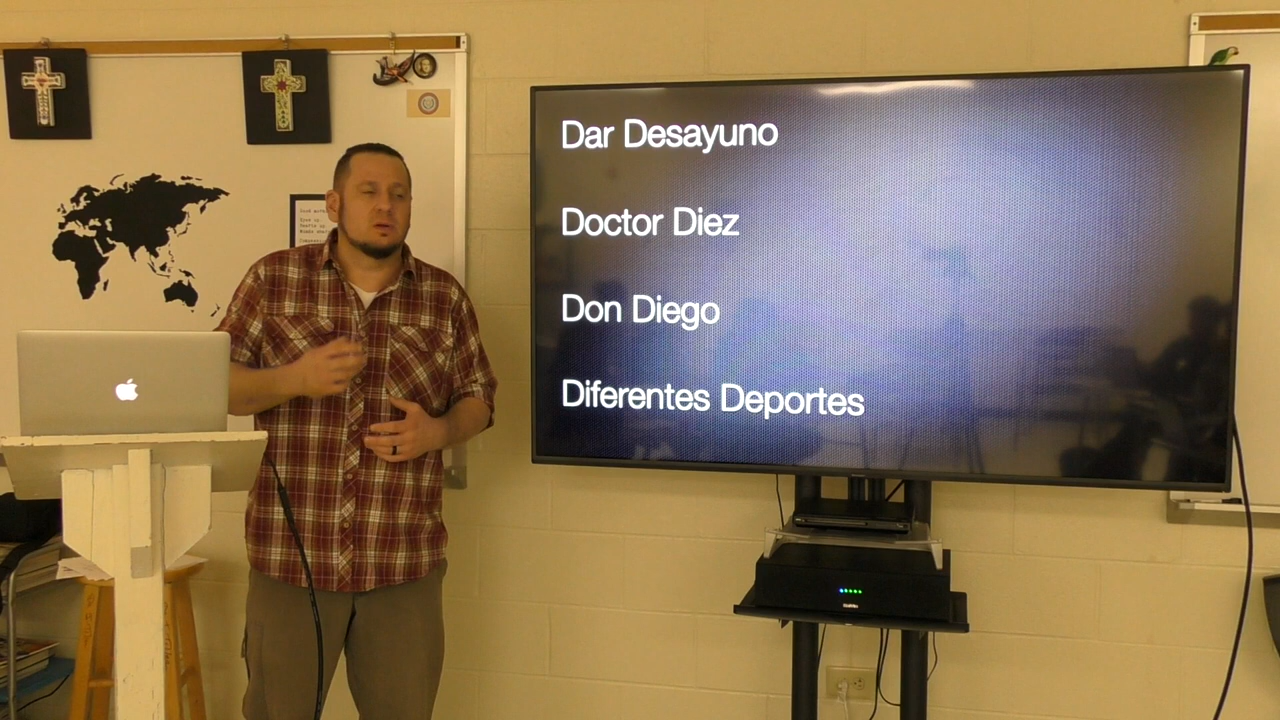 Dar Desayuno
Doctor Diez
Don Diego
Diferentes Deportes